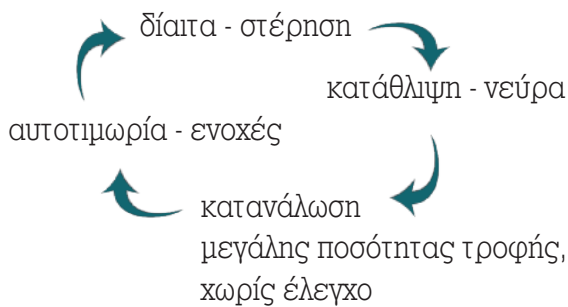 δίαιτα - στέρηση
κατάθλιψη - νεύρα
αυτοτιμωρία - ενοχές
κατανάλωση
μεγάλης ποσότητας τροφής,
χωρίς έλεγχο